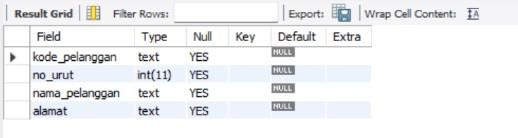 Result Grid Filter Rows: Export: Wrap Cell Content: IA
Field Type Null Key Default Extra
kode_pelanggan text YES NULL
no_urut int(11) YES NULL
nama_pelanggan text YES NULL
alamat text YES NULL